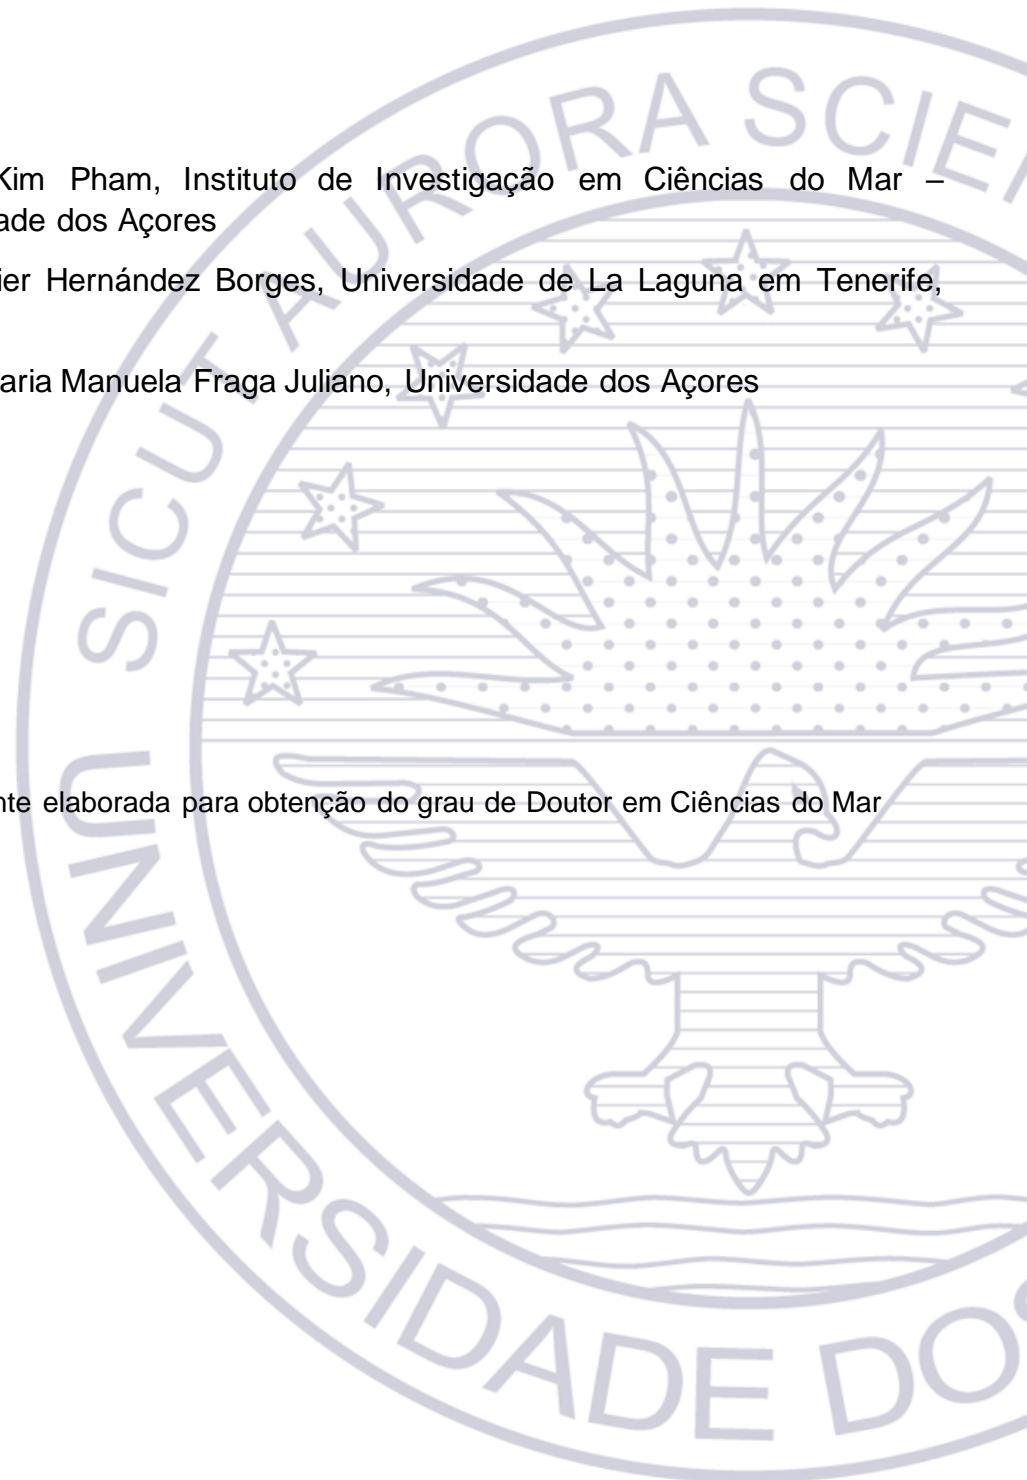 Kim Pham, Instituto de Investigação em Ciências do Mar –
ade dos Açores
ier Hernández Borges, Universidade de La Laguna em Tenerife,
aria Manuela Fraga Juliano, Universidade dos Açores
nte elaborada para obtenção do grau de Doutor em Ciências do Mar
SICUT AURORA SCIEN
UNIVERSIDADE DOS